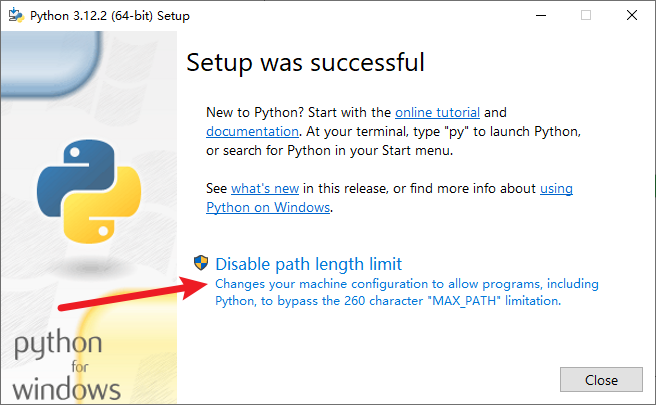 Python 3.12.2 (64-bit) Setup
Setup was successful
New to Python? Start with the online tutorial and
documentation. At your terminal, type "py" to launch Python,
or search for Python in your Start menu.
See what's new in this release, or find more info about using
Python on Windows.
Disable path length limit
Changes your machine configuration to allow programs, including
Python, to bypass the 260 character "MAX_PATH" limitation.
python
for
windows
Close